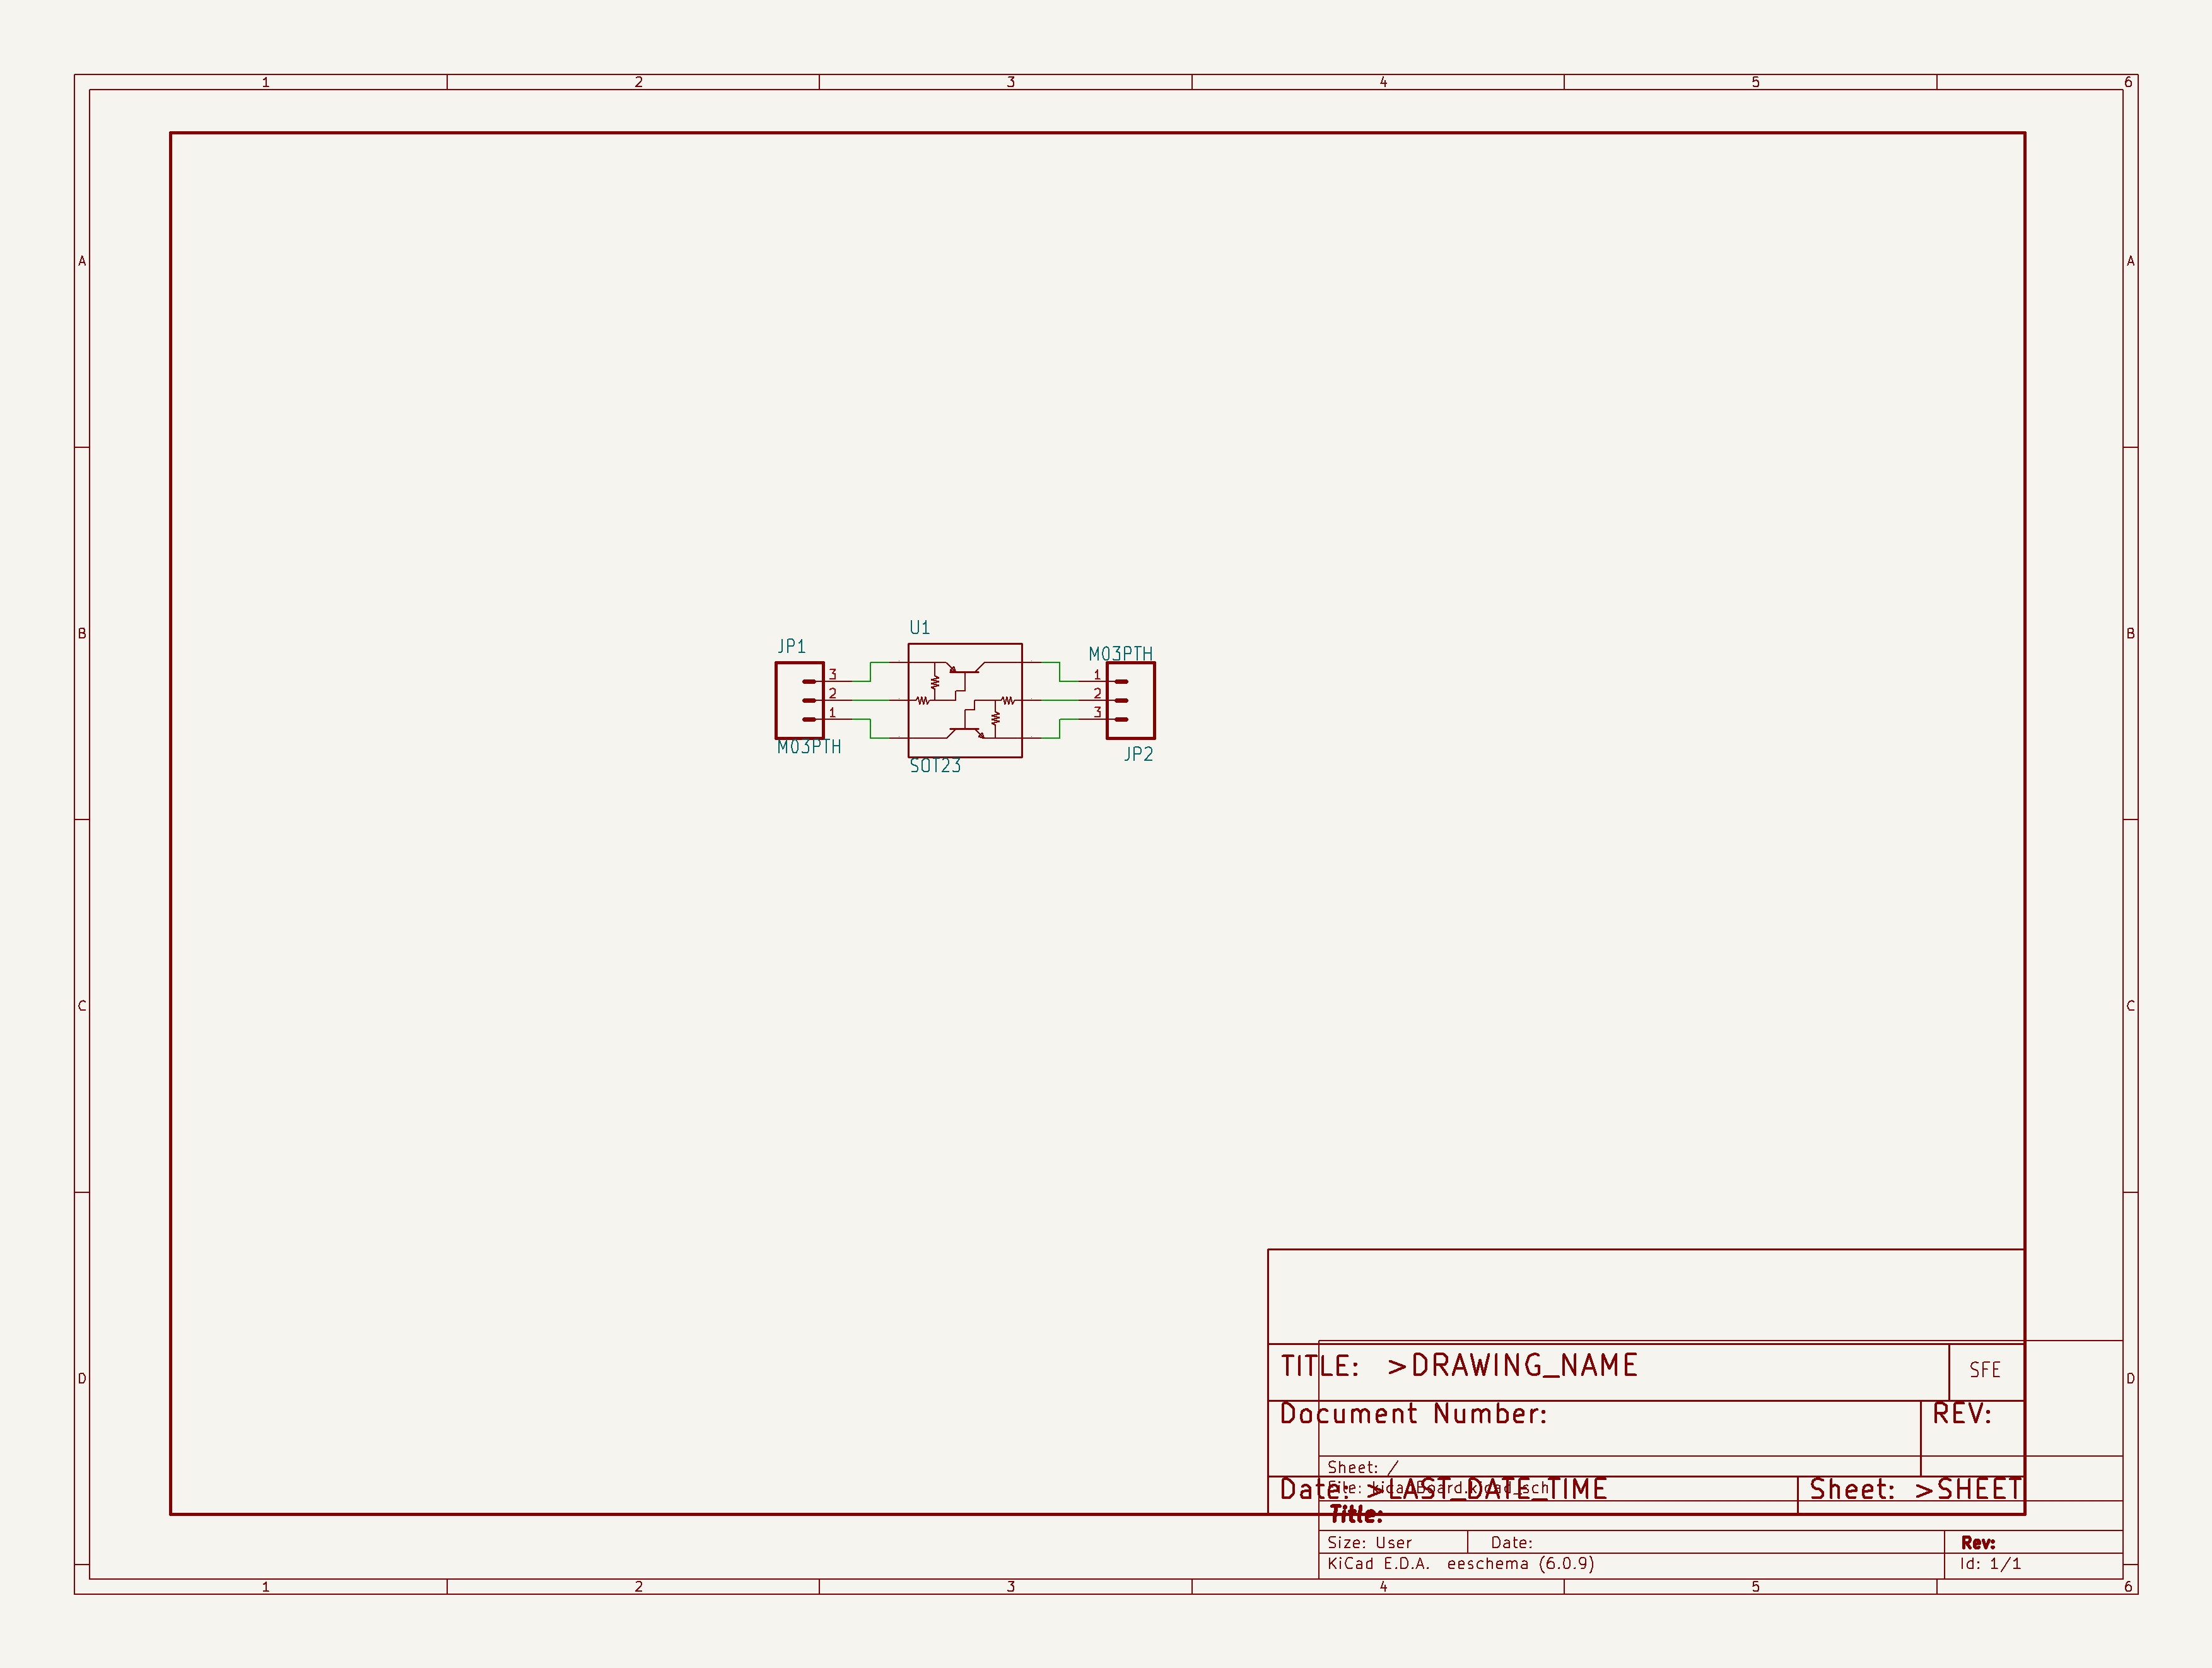 1 2 3 4 5 6
A A
U1
B B
JP1 M03PTH
3 1
2 2
1 3
M03PTH JP2
SOT23
C C
TITLE: >DRAWING_NAME SFE
D D
Document Number: REV:
Sheet: /
File: kicadBoard.kicad_sch
Date: >LAST_DATE_TIME Sheet: >SHEET
Title:
Size: User Date: Rev:
KiCad E.D.A. eeschema (6.0.9) Id: 1/1
1 2 3 4 5 6